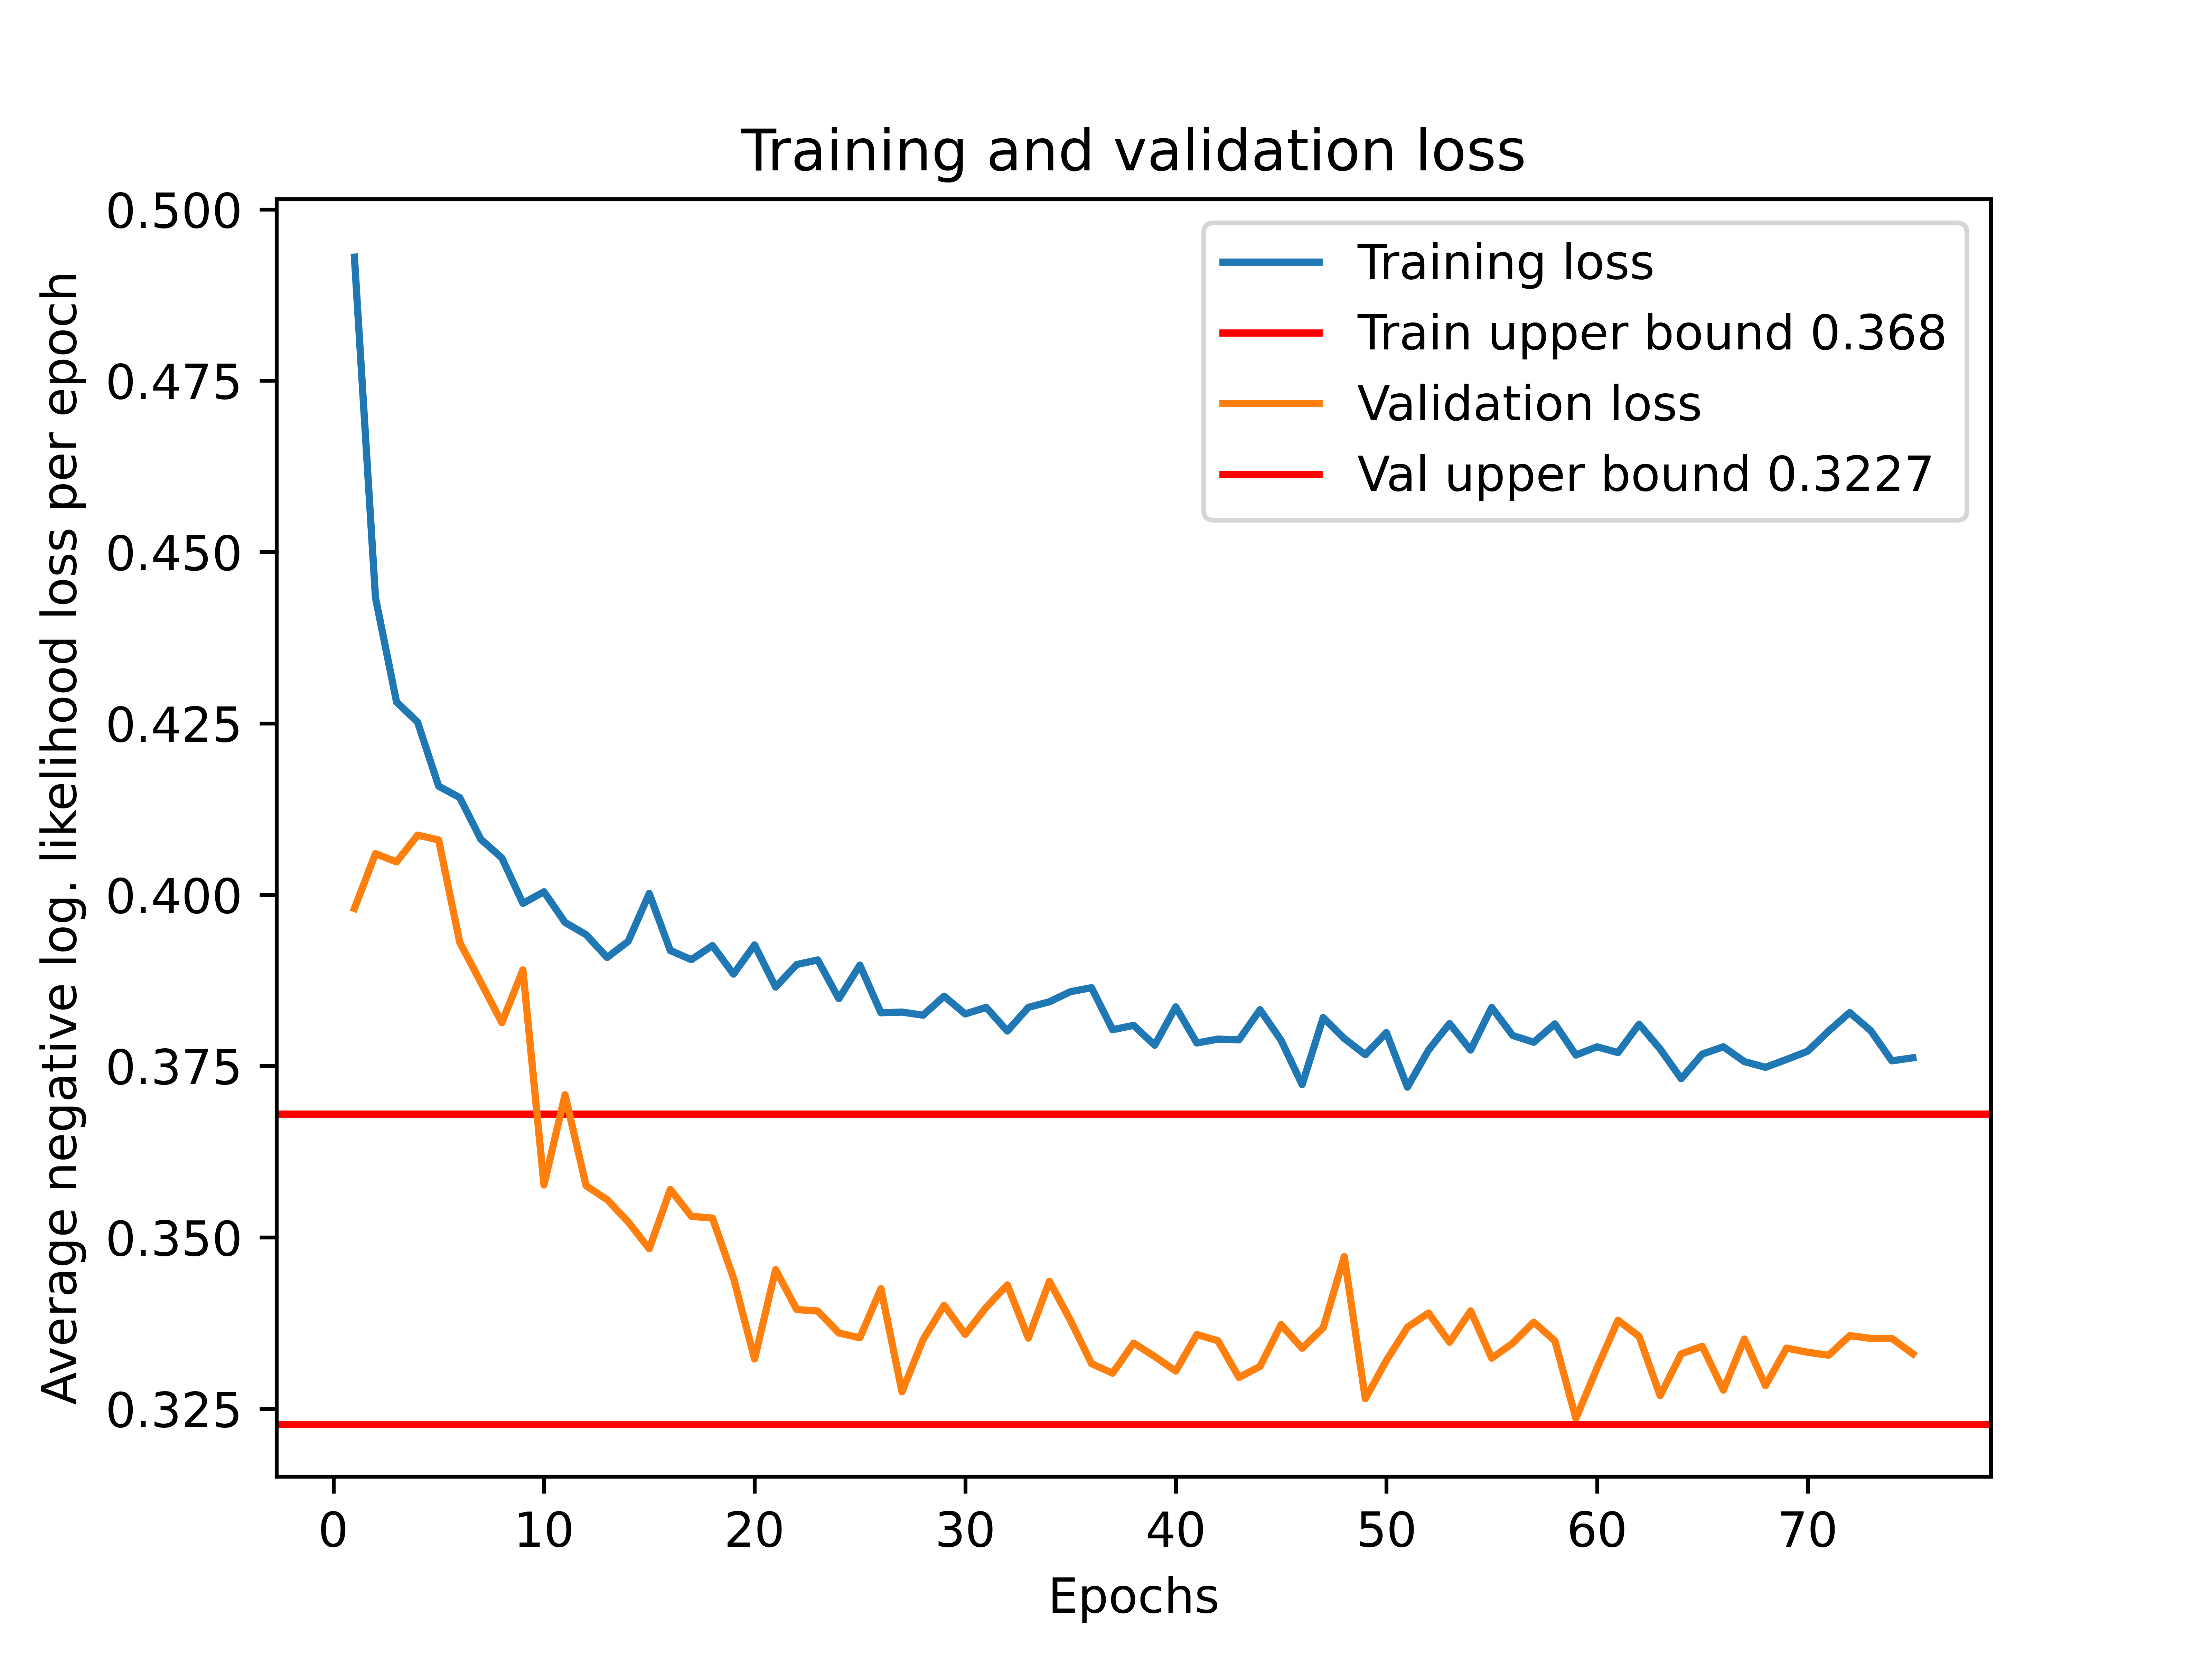 Training and validation loss
Average negative log. likelihood loss per epoch
0.500
0.475
0.450
0.425
0.400
0.375
0.350
0.325
Training loss
Train upper bound 0.368
Validation loss
Val upper bound 0.3227
0 10 20 30 40 50 60 70
Epochs